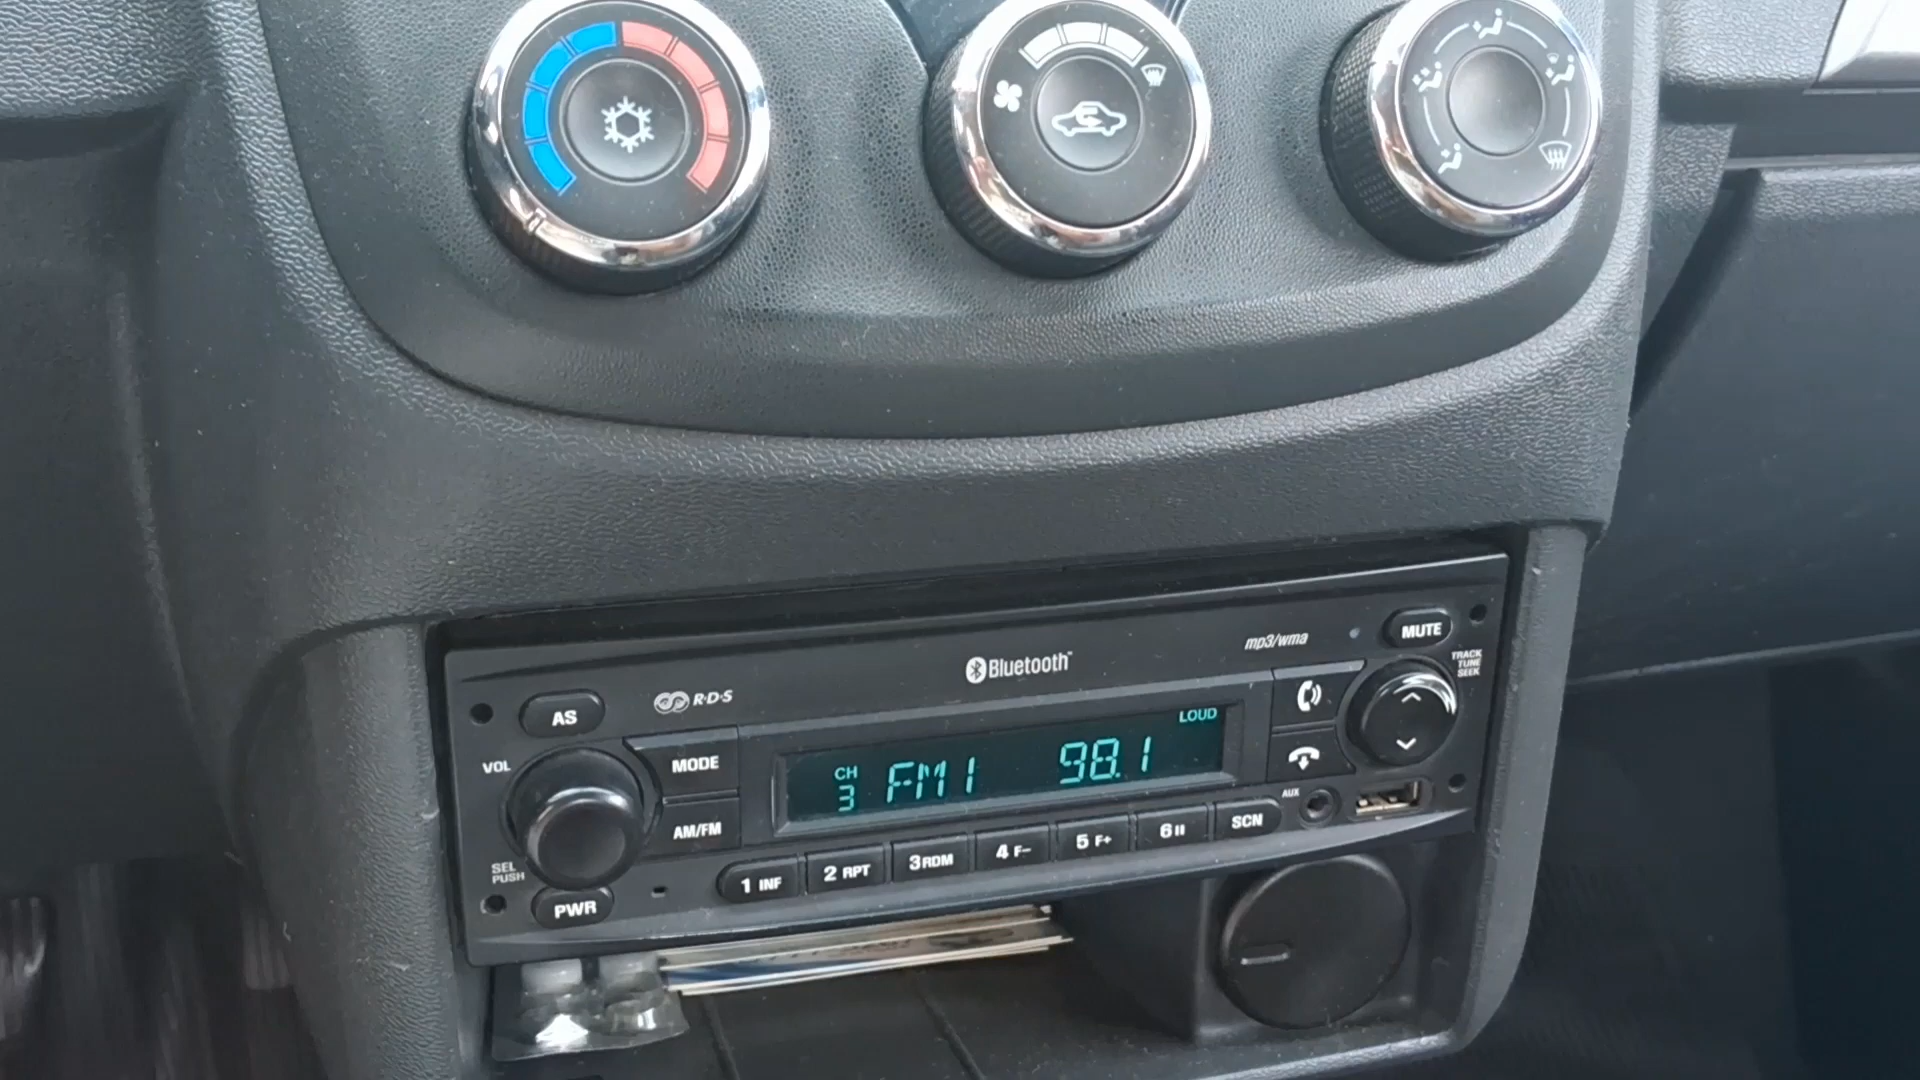 mp3/wma
MUTE
Bluetooth™
TRACK
TUNE
SEEK
R·D·S
AS
LOUD
VOL
MODE
CH
3
FM1 98.1
AUX
AM/FM
SCN
6 II
5 F+
4 F-
3 RDM
2 RPT
1 INF
SEL
PUSH
PWR